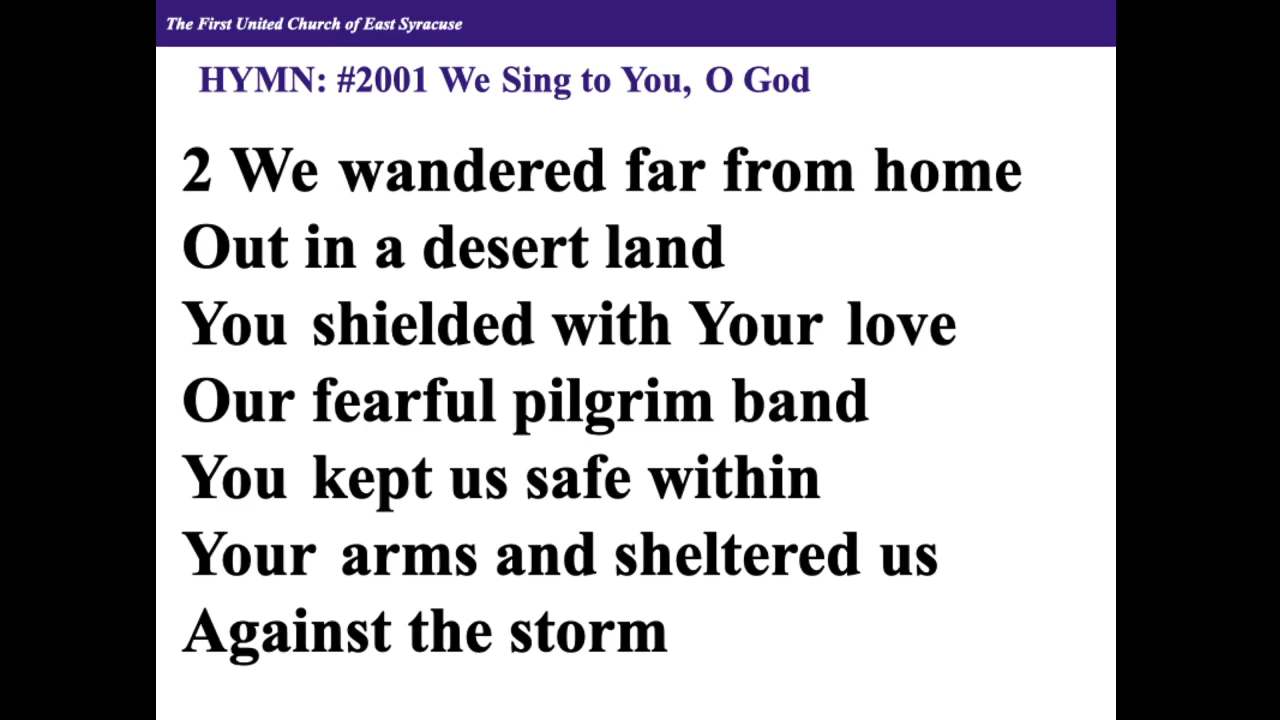 The First United Church of East Syracuse
HYMN: #2001 We Sing to You, O God
2 We wandered far from home
Out in a desert land
You shielded with Your love
Our fearful pilgrim band
You kept us safe within
Your arms and sheltered us
Against the storm